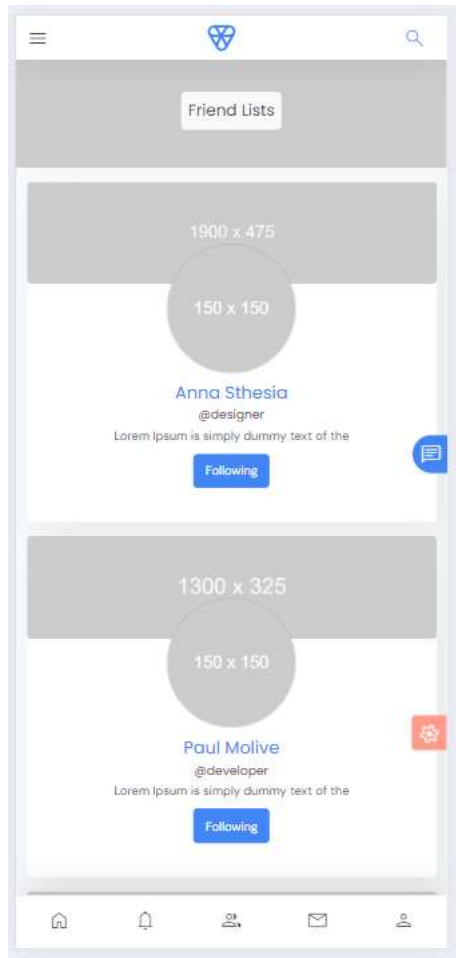 Friend Lists
1900 x 475
150 x 150
Anna Sthesia
@designer
Lorem Ipsum is simply dummy text of the
Following
1300 x 325
150 x 150
Paul Molive
@developer
Lorem Ipsum is simply dummy text of the
Following